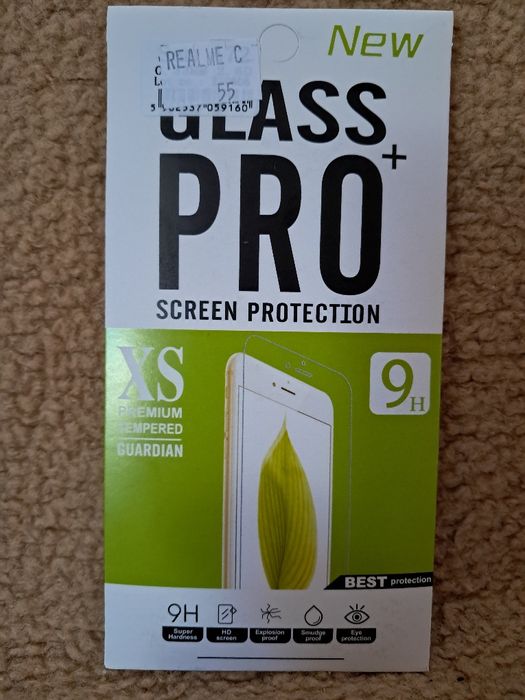 New
REALME C
55
GLASS
PRO+
SCREEN PROTECTION
XS
PREMIUM
TEMPERED
GUARDIAN
9H
BEST protection
9H
Super Hardness
HD screen
Explosion proof
Smudge proof
Eye protection